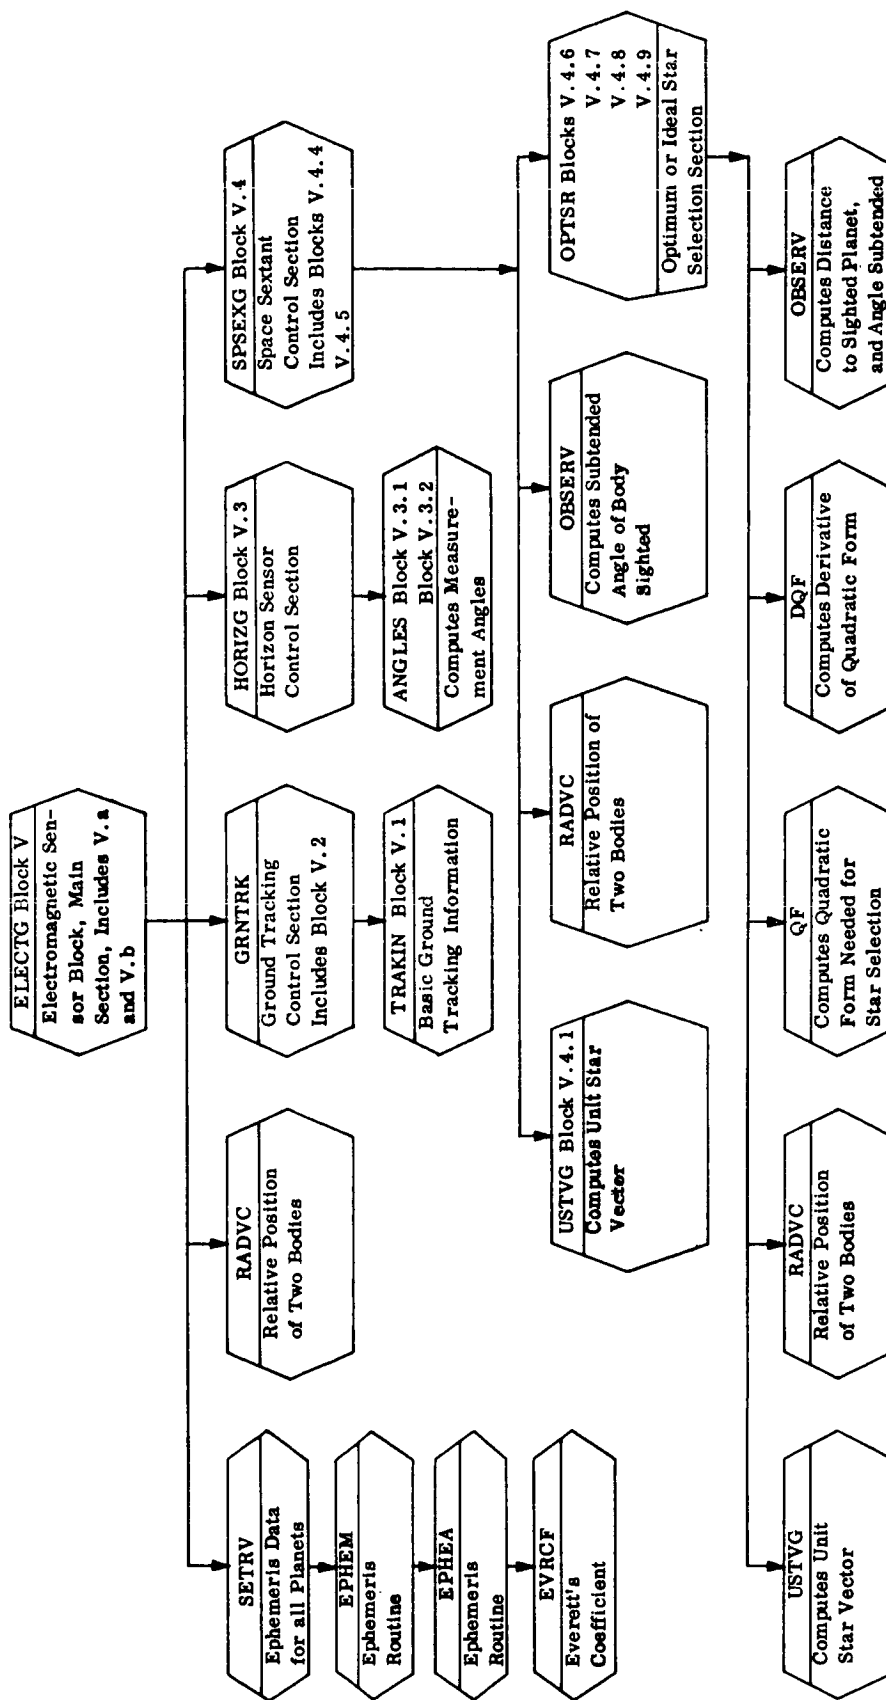 ELECTG Block V
Electromagnetic Sen-
sor Block, Main
Section, Includes V.a
and V.b
SETRV
Ephemeris Data
for all Planets
EPHEM
Ephemeris
Routine
EPHEA
Ephemeris
Routine
EVRCF
Everett's
Coefficient
RADVC
Relative Position
of Two Bodies
GRNTRK
Ground Tracking
Control Section
Includes Block V.2
TRAKIN Block V.1
Basic Ground
Tracking Information
HORIZG Block V.3
Horizon Sensor
Control Section
ANGLES Block V.3.1
Block V.3.2
Computes Measure-
ment Angles
SPSEXG Block V.4
Space Sextant
Control Section
Includes Blocks V.4.4
V.4.5
USTVG Block V.4.1
Computes Unit Star
Vector
RADVC
Relative Position of
Two Bodies
OBSERV
Computes Subtended
Angle of Body
Sighted
OPTSR Blocks V.4.6
V.4.7
V.4.8
V.4.9
Optimum or Ideal Star
Selection Section
USTVG
Computes Unit
Star Vector
RADVC
Relative Position
of Two Bodies
QF
Computes Quadratic
Form Needed for
Star Selection
DQF
Computes Derivative
of Quadratic Form
OBSERV
Computes Distance
to Sighted Planet,
and Angle Subtended